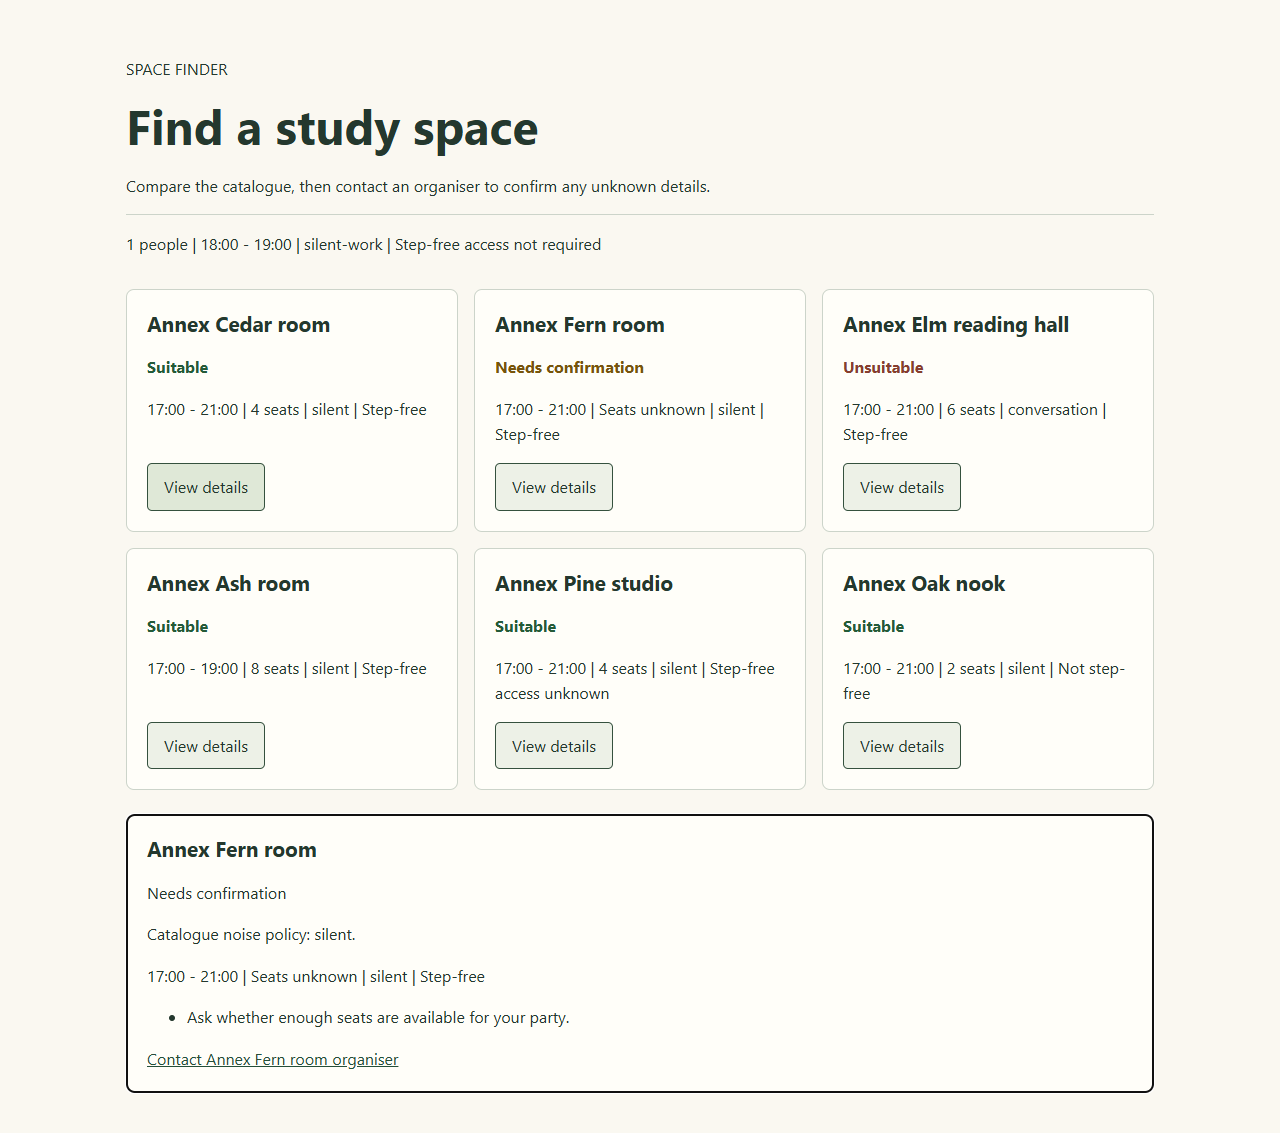 SPACE FINDER
Find a study space
Compare the catalogue, then contact an organiser to confirm any unknown details.
1 people | 18:00 - 19:00 | silent-work | Step-free access not required
Annex Cedar room
Suitable
17:00 - 21:00 | 4 seats | silent | Step-free
View details
Annex Fern room
Needs confirmation
17:00 - 21:00 | Seats unknown | silent |
Step-free
View details
Annex Elm reading hall
Unsuitable
17:00 - 21:00 | 6 seats | conversation |
Step-free
View details
Annex Ash room
Suitable
17:00 - 19:00 | 8 seats | silent | Step-free
View details
Annex Pine studio
Suitable
17:00 - 21:00 | 4 seats | silent | Step-free
access unknown
View details
Annex Oak nook
Suitable
17:00 - 21:00 | 2 seats | silent | Not step-
free
View details
Annex Fern room
Needs confirmation
Catalogue noise policy: silent.
17:00 - 21:00 | Seats unknown | silent | Step-free
• Ask whether enough seats are available for your party.
Contact Annex Fern room organiser